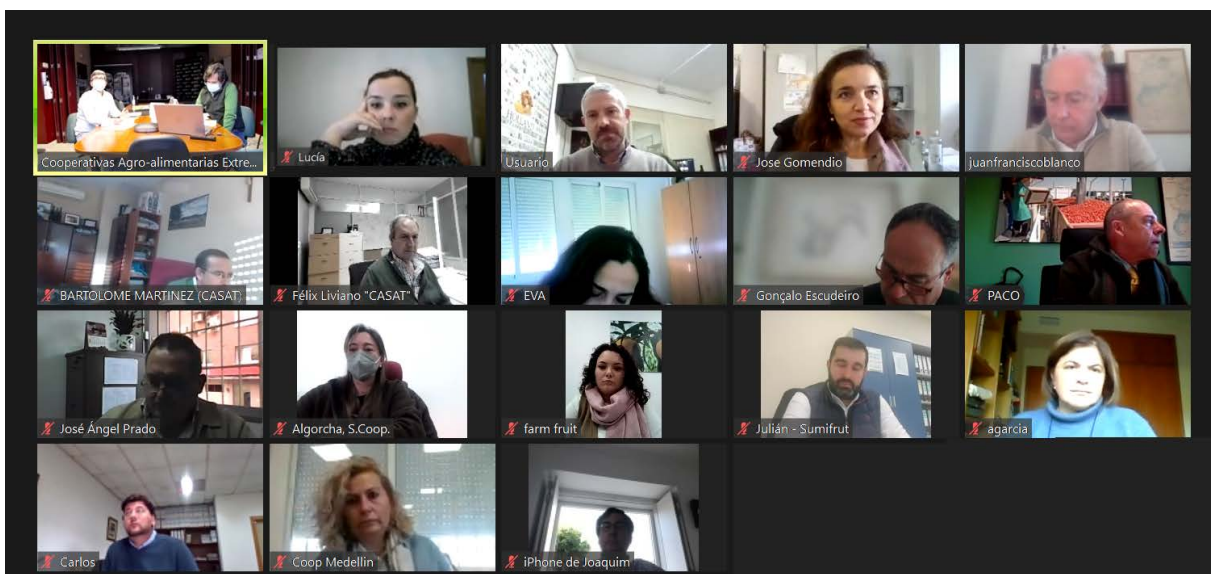 Cooperativas Agro-alimentarias Extre...
Lucía
Usuario
Jose Gomendio
juanfranciscoblanco
BARTOLOME MARTINEZ (CASAT)
Félix Liviano "CASAT"
EVA
Gonçalo Escudeiro
PACO
José Ángel Prado
Algorcha, S.Coop.
farm fruit
Julián - Sumifrut
agarcia
Carlos
Coop Medellin
iPhone de Joaquim